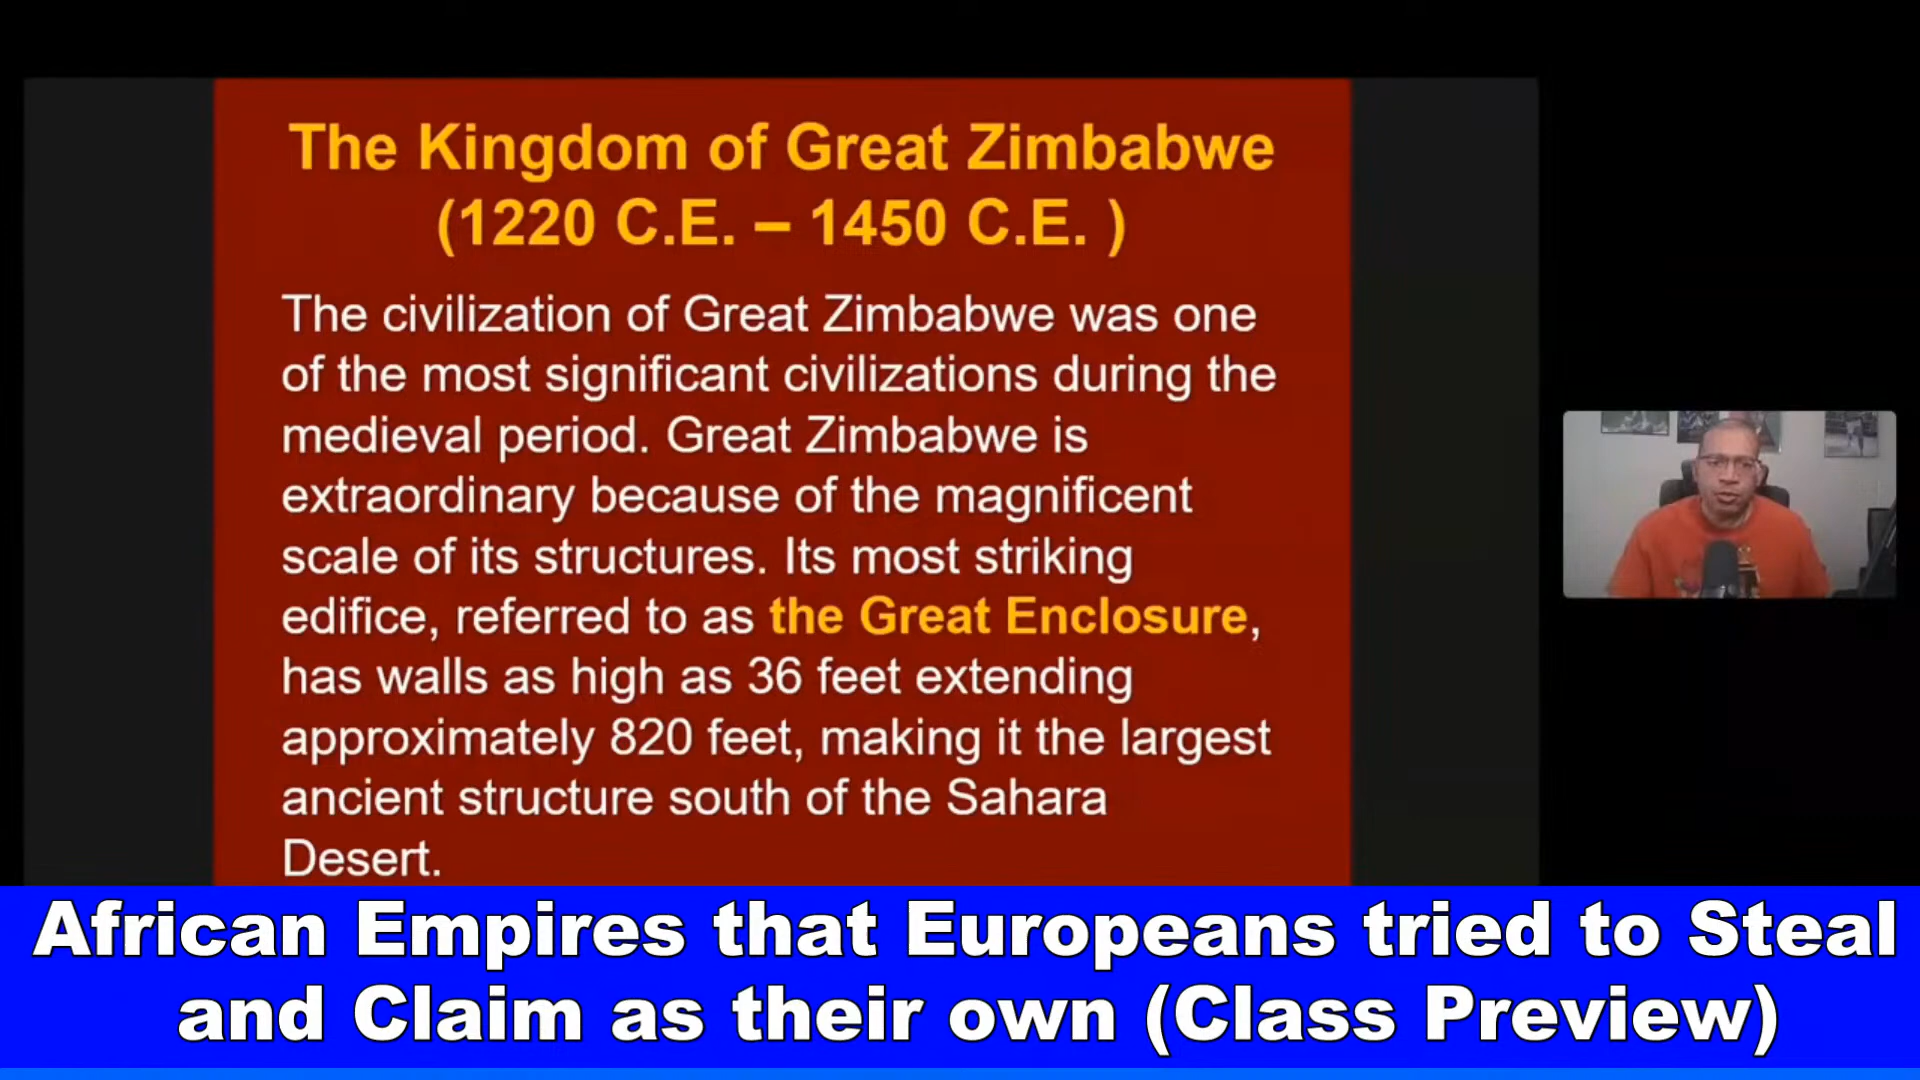 The Kingdom of Great Zimbabwe
(1220 C.E. – 1450 C.E. )
The civilization of Great Zimbabwe was one
of the most significant civilizations during the
medieval period. Great Zimbabwe is
extraordinary because of the magnificent
scale of its structures. Its most striking
edifice, referred to as the Great Enclosure,
has walls as high as 36 feet extending
approximately 820 feet, making it the largest
ancient structure south of the Sahara
Desert.
African Empires that Europeans tried to Steal
and Claim as their own (Class Preview)